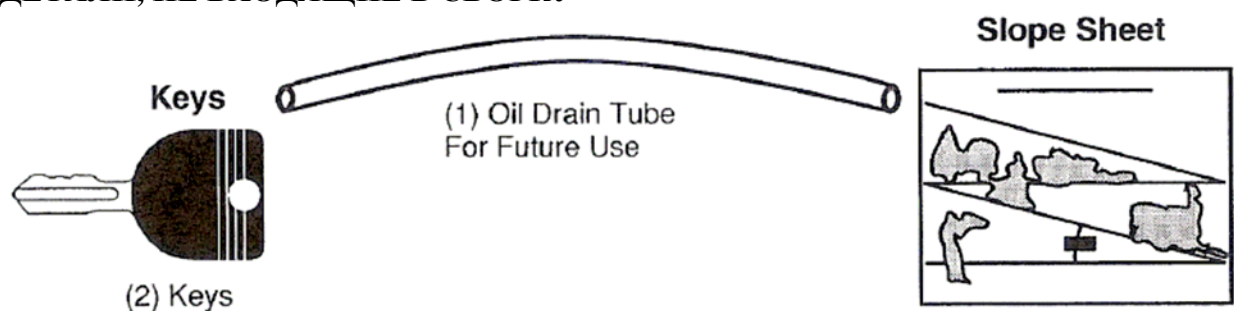 Slope Sheet
Keys
(1) Oil Drain Tube
For Future Use
(2) Keys